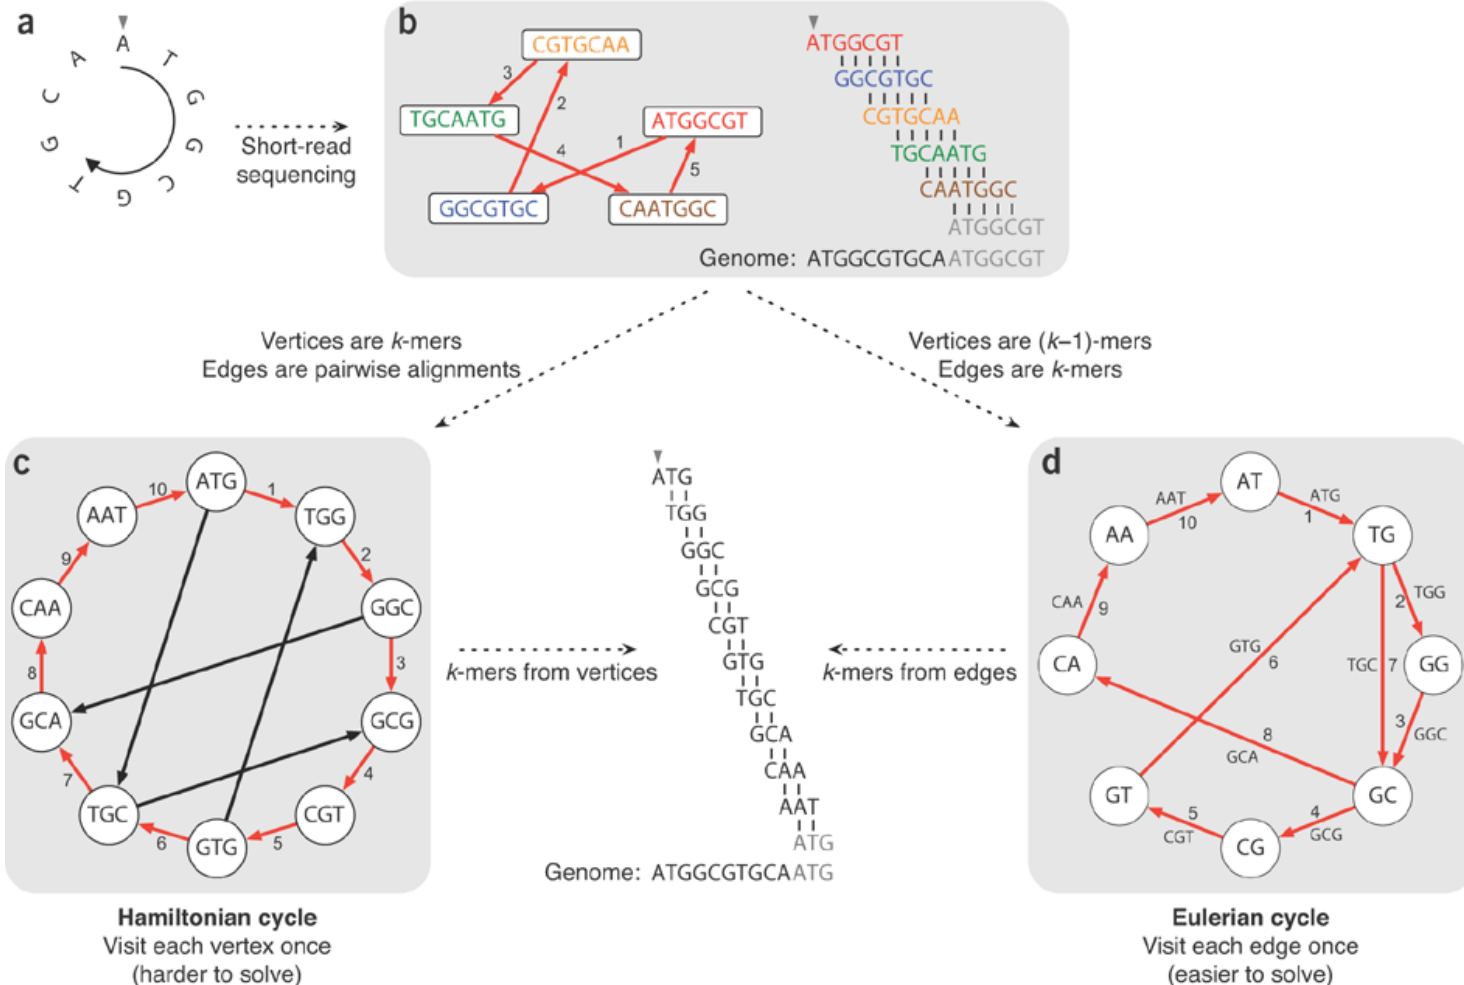 a
A
T
G
G
C
G
T
G
C
A
Short-read
sequencing
b
CGTGCAA
3
2
TGCAATG
ATGGCGT
4
1
5
GGCGTGC
CAATGGC
ATGGCGT
GGCGTGC
CGTGCAA
TGCAATG
CAATGGC
ATGGCGT
Genome: ATGGCGTGCAATGGCGT
Vertices are k-mers
Edges are pairwise alignments
Vertices are (k–1)-mers
Edges are k-mers
c
ATG
1
TGG
2
GGC
3
GCG
4
CGT
5
GTG
6
TGC
7
GCA
8
CAA
9
AAT
10
Hamiltonian cycle
Visit each vertex once
(harder to solve)
k-mers from vertices
ATG
TGG
GGC
GCG
CGT
GTG
TGC
GCA
CAA
AAT
ATG
Genome: ATGGCGTGCAATG
k-mers from edges
d
AT
ATG
1
TG
TGG
2
GG
GGC
3
GC
GCG
4
CG
CGT
5
GT
GTG
6
TGC
7
GCA
8
CA
CAA
9
AA
AAT
10
Eulerian cycle
Visit each edge once
(easier to solve)